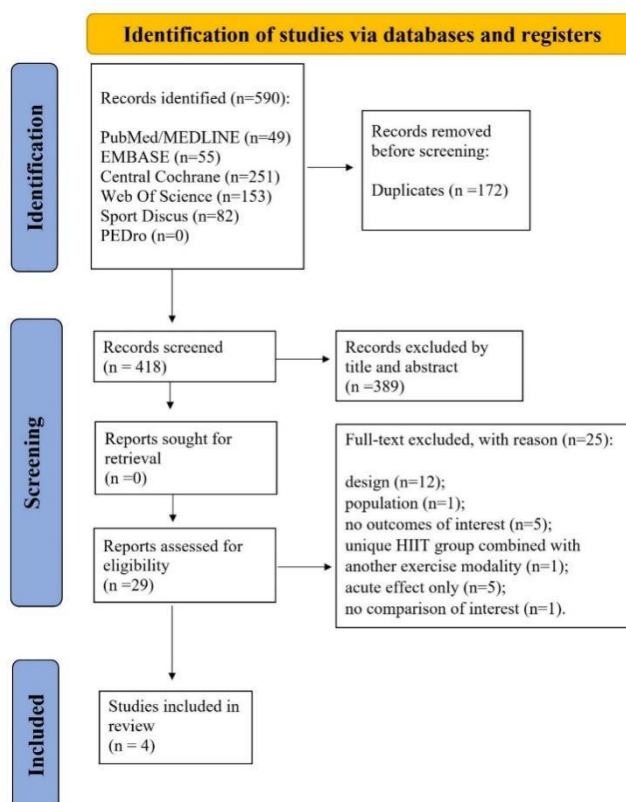 Identification of studies via databases and registers
Identification
Records identified (n=590):
PubMed/MEDLINE (n=49)
EMBASE (n=55)
Central Cochrane (n=251)
Web Of Science (n=153)
Sport Discus (n=82)
PEDro (n=0)
Records removed
before screening:
Duplicates (n =172)
Screening
Records screened
(n = 418)
Records excluded by
title and abstract
(n =389)
Reports sought for
retrieval
(n =0)
Reports assessed for
eligibility
(n =29)
Full-text excluded, with reason (n=25):
design (n=12);
population (n=1);
no outcomes of interest (n=5);
unique HIIT group combined with
another exercise modality (n=1);
acute effect only (n=5);
no comparison of interest (n=1).
Included
Studies included in
review
(n = 4)